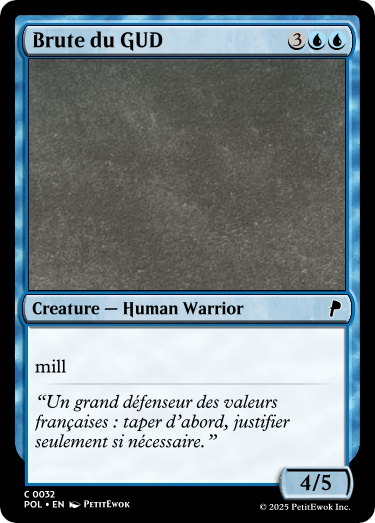 Brute du GUD 3
Creature — Human Warrior
mill
“Un grand défenseur des valeurs
françaises : taper d’abord, justifier
seulement si nécessaire.”
4/5
C 0032
POL • EN PetitEwok
© 2025 PetitEwok Inc.